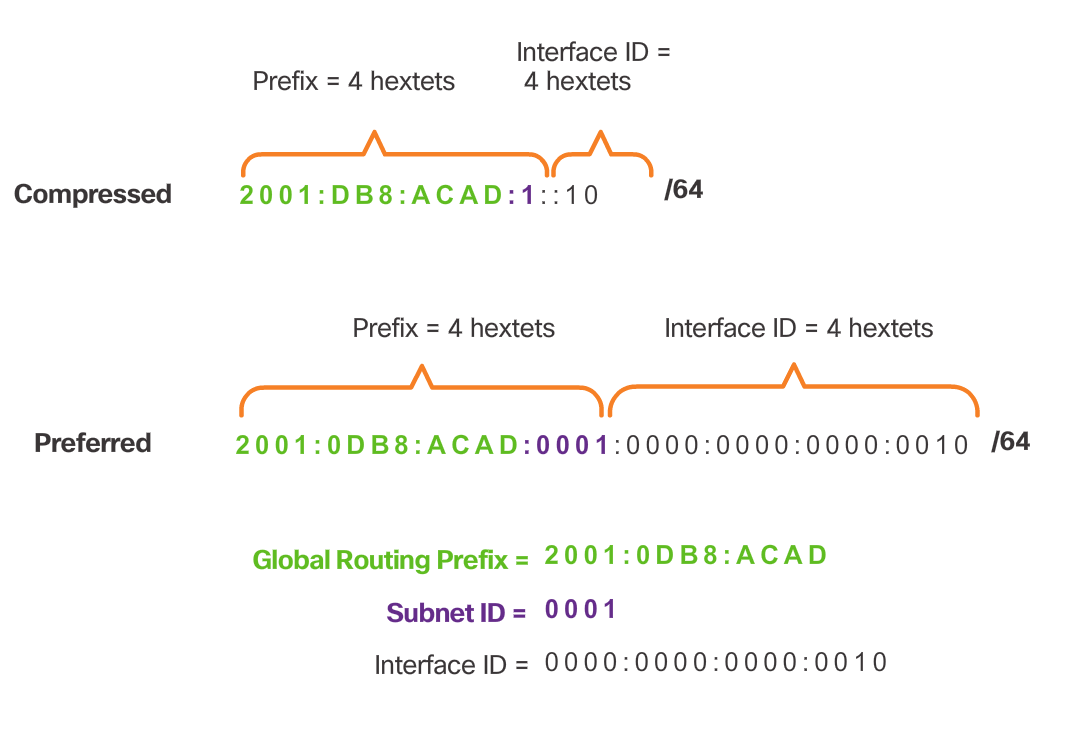 Interface ID =
Prefix = 4 hextets
4 hextets
Compressed 2001:DB8:ACAD:1::10 /64
Prefix = 4 hextets Interface ID = 4 hextets
Preferred 2001:0DB8:ACAD:0001:0000:0000:0000:0010 /64
Global Routing Prefix = 2001:0DB8:ACAD
Subnet ID = 0001
Interface ID = 0000:0000:0000:0010